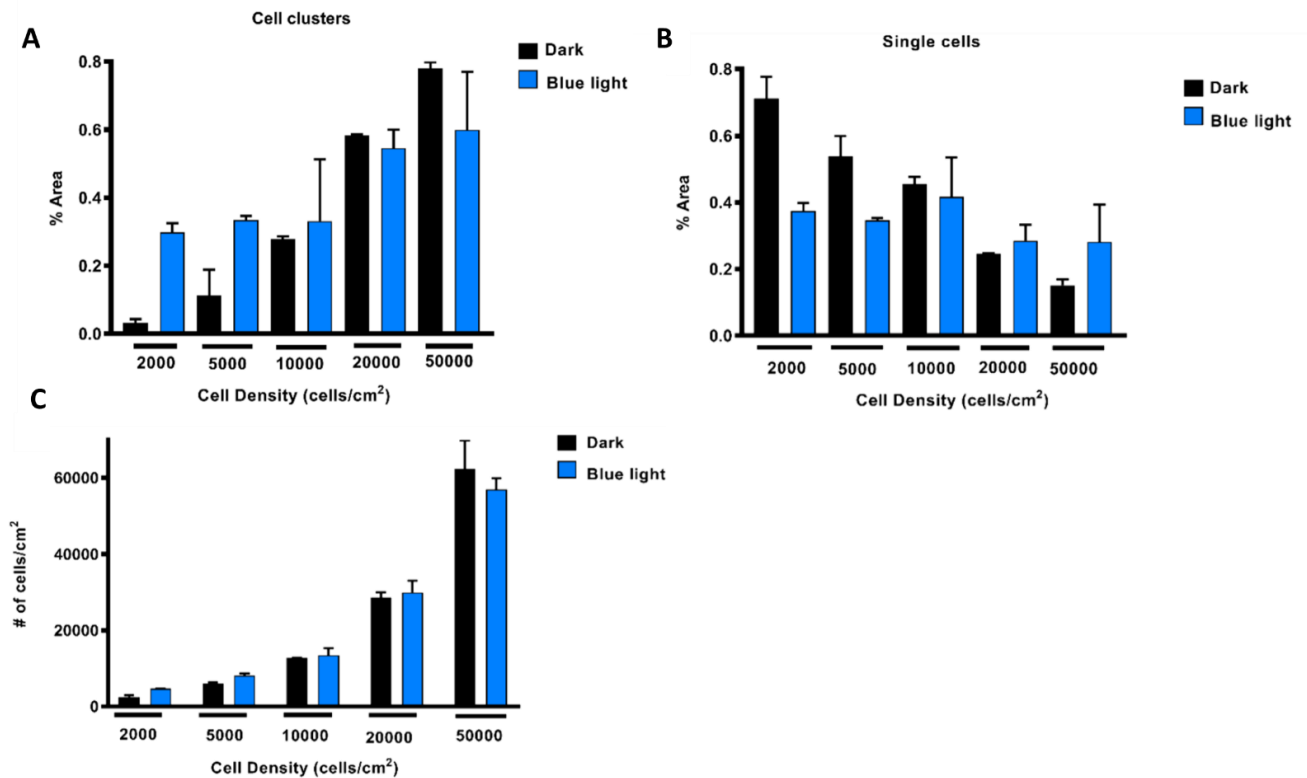 A
Cell clusters
Dark
Blue light
% Area
0.8
0.6
0.4
0.2
0.0
2000 5000 10000 20000 50000
Cell Density (cells/cm²)
B
Single cells
Dark
Blue light
% Area
0.8
0.6
0.4
0.2
0.0
2000 5000 10000 20000 50000
Cell Density (cells/cm²)
C
Dark
Blue light
# of cells/cm²
60000
40000
20000
0
2000 5000 10000 20000 50000
Cell Density (cells/cm²)